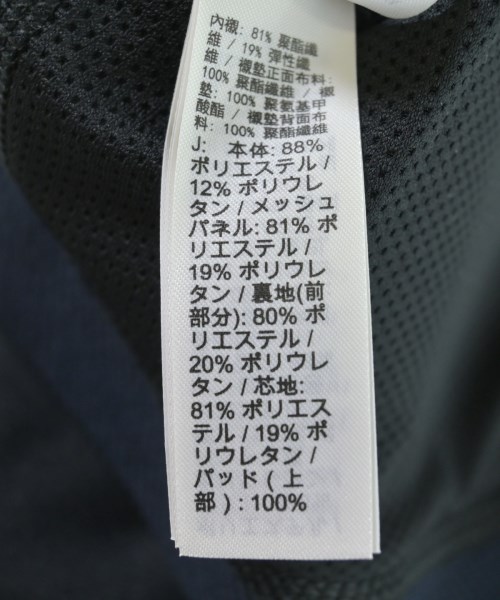 內襯: 81% 聚酯纖
維 / 19% 彈性纖
維 / 襯墊正面布料:
100% 聚酯纖維 / 襯
墊: 100% 聚氨基甲
酸酯 / 襯墊背面布
料: 100% 聚酯纖維
J: 本体: 88%
ポリエステル /
12% ポリウレ
タン / メッシュ
パネル: 81% ポ
リエステル /
19% ポリウレ
タン / 裏地(前
部分): 80% ポ
リエステル /
20% ポリウレ
タン / 芯地:
81% ポリエス
テル / 19% ポ
リウレタン /
パッド ( 上
部 ) : 100%